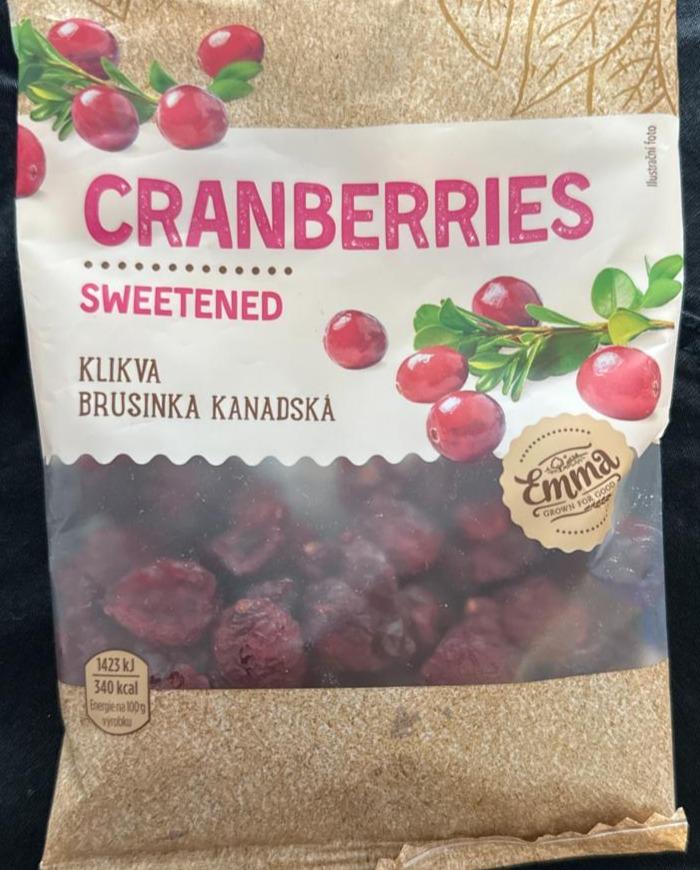 Ilustrační foto
CRANBERRIES
SWEETENED
KLIKVA
BRUSINKA KANADSKÁ
Emma
GROWN FOR GOOD
1423 kJ
340 kcal
Energie na 100 g
výrobku